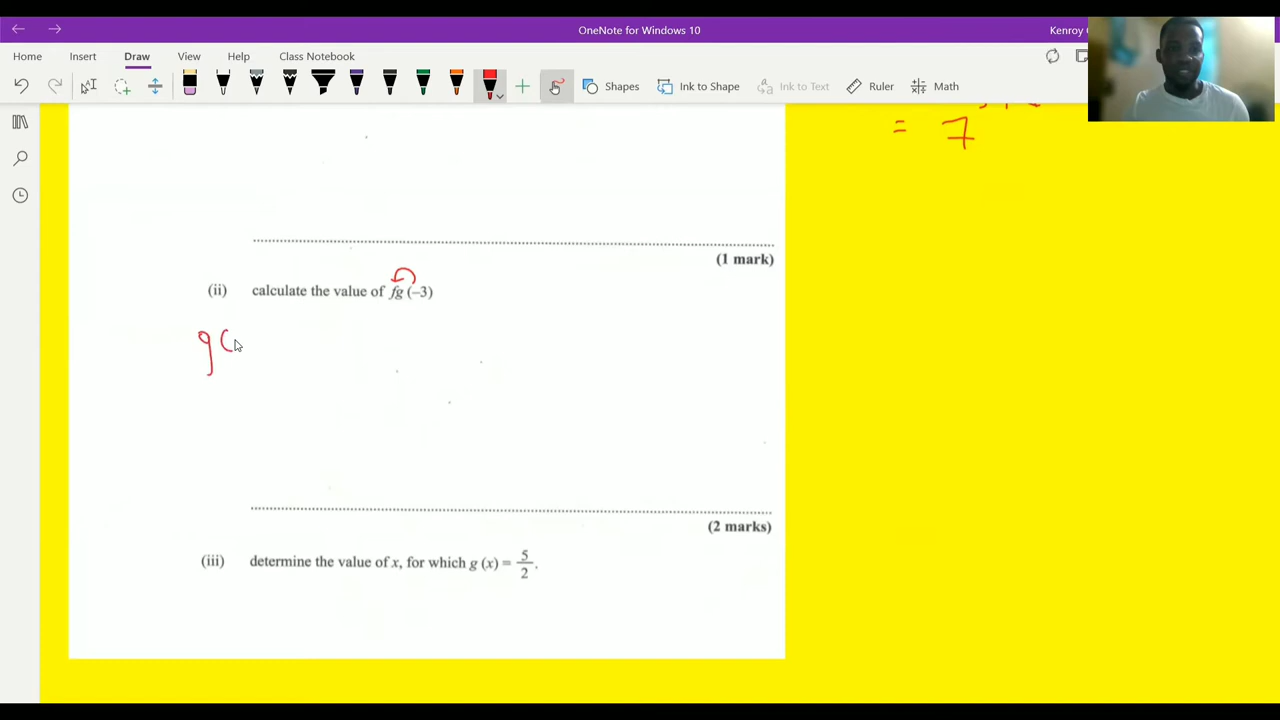 OneNote for Windows 10
Kenroy
Home Insert Draw View Help Class Notebook
Shapes Ink to Shape Ink to Text Ruler Math
= 7
(1 mark)
(ii) calculate the value of fg (–3)
g(
(2 marks)
(iii) determine the value of x, for which g (x) = 5/2.